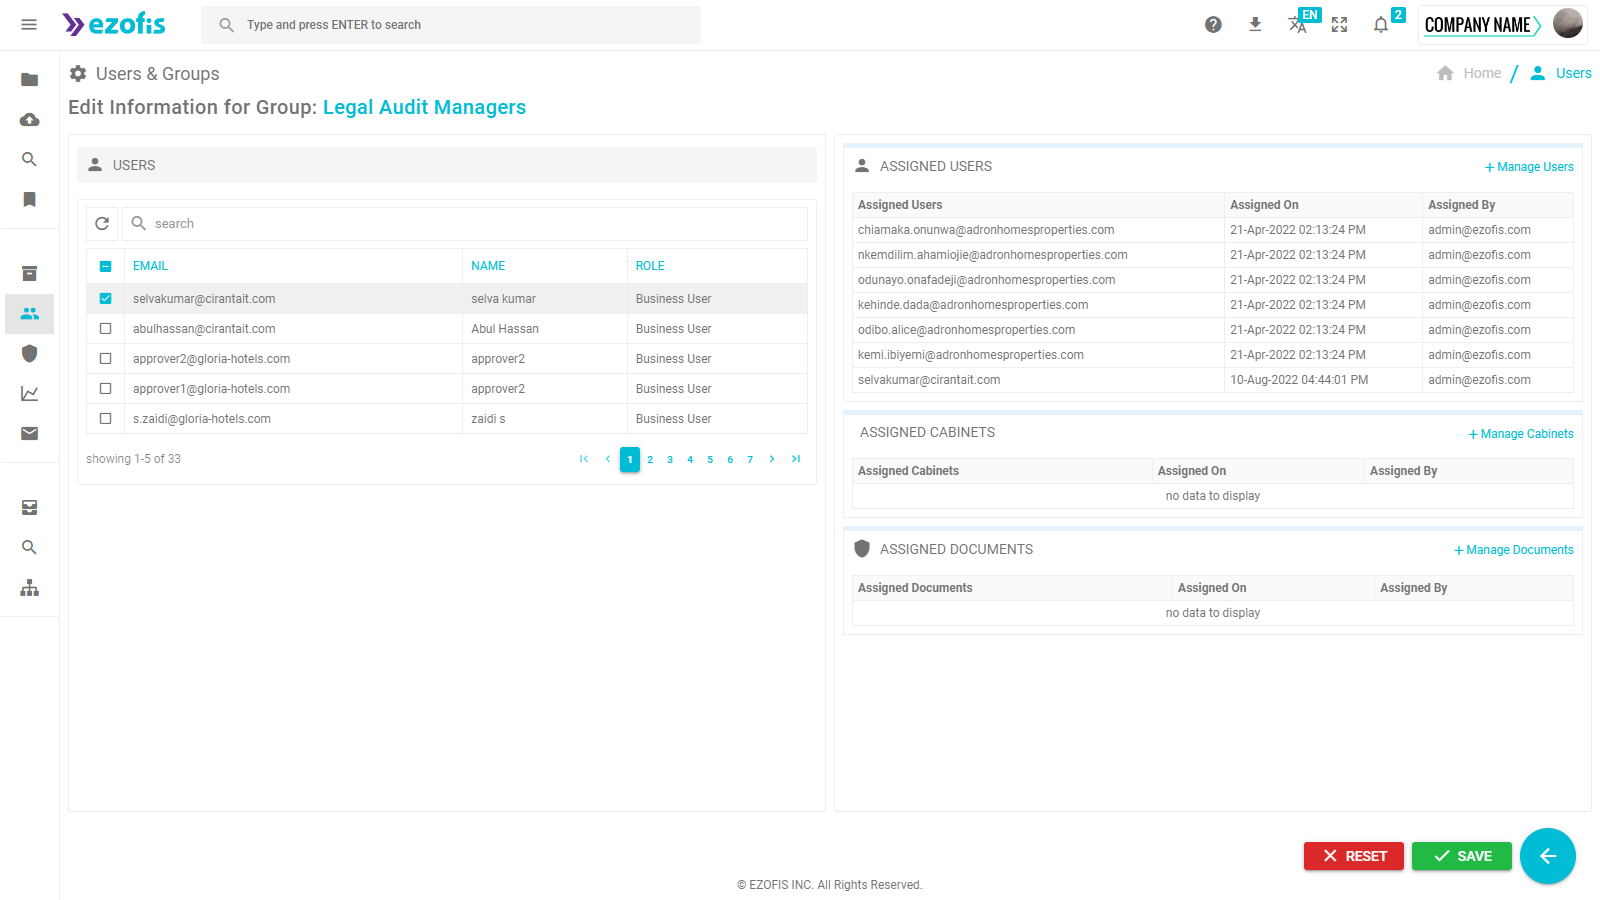 ezofis
Type and press ENTER to search
EN
2
COMPANY NAME
Users & Groups
Home / Users
Edit Information for Group: Legal Audit Managers
USERS
search
EMAIL NAME ROLE
selvakumar@cirantait.com selva kumar Business User
abulhassan@cirantait.com Abul Hassan Business User
approver2@gloria-hotels.com approver2 Business User
approver1@gloria-hotels.com approver2 Business User
s.zaidi@gloria-hotels.com zaidi s Business User
showing 1-5 of 33
1 2 3 4 5 6 7
ASSIGNED USERS
+ Manage Users
Assigned Users Assigned On Assigned By
chiamaka.onunwa@adronhomesproperties.com 21-Apr-2022 02:13:24 PM admin@ezofis.com
nkemdilim.ahamiojie@adronhomesproperties.com 21-Apr-2022 02:13:24 PM admin@ezofis.com
odunayo.onafadeji@adronhomesproperties.com 21-Apr-2022 02:13:24 PM admin@ezofis.com
kehinde.dada@adronhomesproperties.com 21-Apr-2022 02:13:24 PM admin@ezofis.com
odibo.alice@adronhomesproperties.com 21-Apr-2022 02:13:24 PM admin@ezofis.com
kemi.ibiyemi@adronhomesproperties.com 21-Apr-2022 02:13:24 PM admin@ezofis.com
selvakumar@cirantait.com 10-Aug-2022 04:44:01 PM admin@ezofis.com
ASSIGNED CABINETS
+ Manage Cabinets
Assigned Cabinets Assigned On Assigned By
no data to display
ASSIGNED DOCUMENTS
+ Manage Documents
Assigned Documents Assigned On Assigned By
no data to display
RESET
SAVE
© EZOFIS INC. All Rights Reserved.